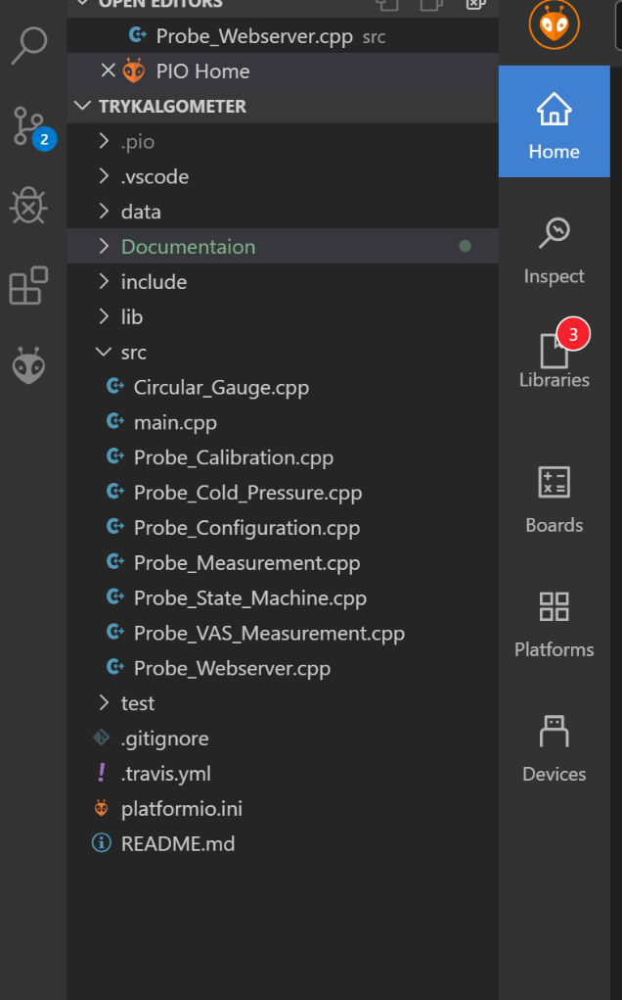 OPEN EDITORS
Probe_Webserver.cpp src
PIO Home
TRYKALGOMETER
.pio
.vscode
data
Documentaion
include
lib
src
Circular_Gauge.cpp
main.cpp
Probe_Calibration.cpp
Probe_Cold_Pressure.cpp
Probe_Configuration.cpp
Probe_Measurement.cpp
Probe_State_Machine.cpp
Probe_VAS_Measurement.cpp
Probe_Webserver.cpp
test
.gitignore
.travis.yml
platformio.ini
README.md
2
Home
Inspect
3
Libraries
Boards
Platforms
Devices